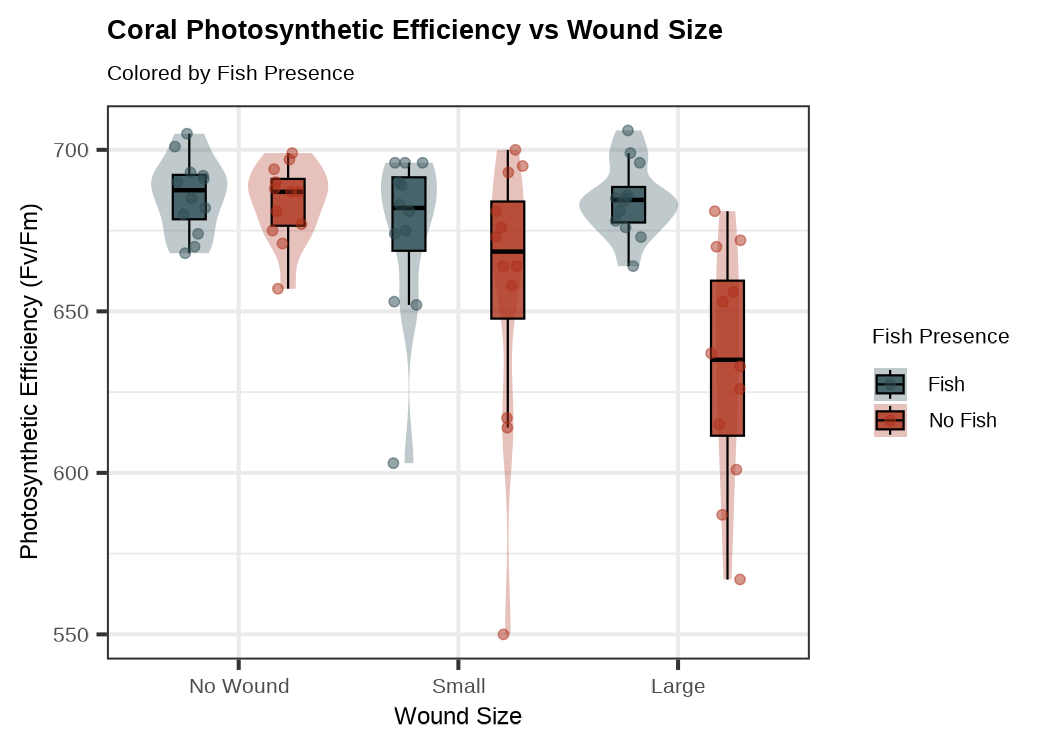 Coral Photosynthetic Efficiency vs Wound Size
Colored by Fish Presence
Photosynthetic Efficiency (Fv/Fm)
700
650
600
550
No Wound
Small
Large
Wound Size
Fish Presence
Fish
No Fish